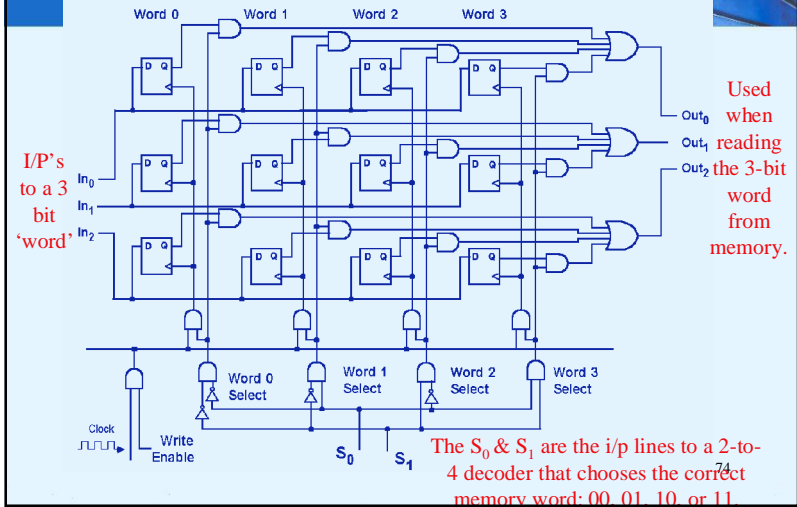 Word 0 Word 1 Word 2 Word 3
D Q D Q D Q D Q
Out₀
D Q D Q D Q D Q
Out₁
Out₂
D Q D Q D Q D Q
Used
when
reading
the 3-bit
word
from
memory.
I/P's
to a 3
bit
'word'
In₀
In₁
In₂
Word 0
Select
Word 1
Select
Word 2
Select
Word 3
Select
Clock
Write
Enable
S₀
S₁
The S₀ & S₁ are the i/p lines to a 2-to-
4 decoder that chooses the correct
memory word: 00, 01, 10, or 11.
74